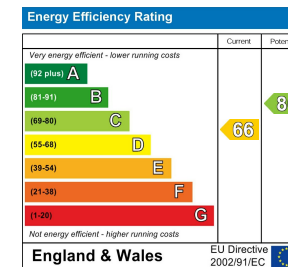 Energy Efficiency Rating
Current
Very energy efficient - lower running costs
(92 plus) A
(81-91) B
(69-80) C
66
(55-68) D
(39-54) E
(21-38) F
(1-20) G
Not energy efficient - higher running costs
England & Wales
EU Directive
2002/91/EC